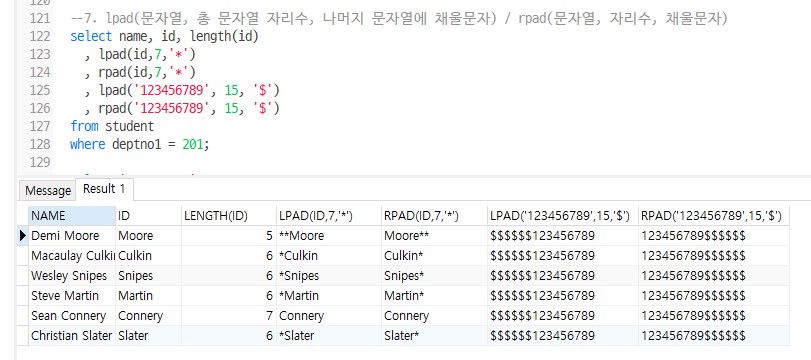 120
121 --7. lpad(문자열, 총 문자열 자리수, 나머지 문자열에 채울문자) / rpad(문자열, 자리수, 채울문자)
122 select name, id, length(id)
123 , lpad(id,7,'*')
124 , rpad(id,7,'*')
125 , lpad('123456789', 15, '$')
126 , rpad('123456789', 15, '$')
127 from student
128 where deptno1 = 201;
129
Message Result 1
NAME ID LENGTH(ID) LPAD(ID,7,'*') RPAD(ID,7,'*') LPAD('123456789',15,'$') RPAD('123456789',15,'$')
Demi Moore Moore 5 **Moore Moore** $$$$$$123456789 123456789$$$$$$
Macaulay Culkin Culkin 6 *Culkin Culkin* $$$$$$123456789 123456789$$$$$$
Wesley Snipes Snipes 6 *Snipes Snipes* $$$$$$123456789 123456789$$$$$$
Steve Martin Martin 6 *Martin Martin* $$$$$$123456789 123456789$$$$$$
Sean Connery Connery 7 Connery Connery $$$$$$123456789 123456789$$$$$$
Christian Slater Slater 6 *Slater Slater* $$$$$$123456789 123456789$$$$$$